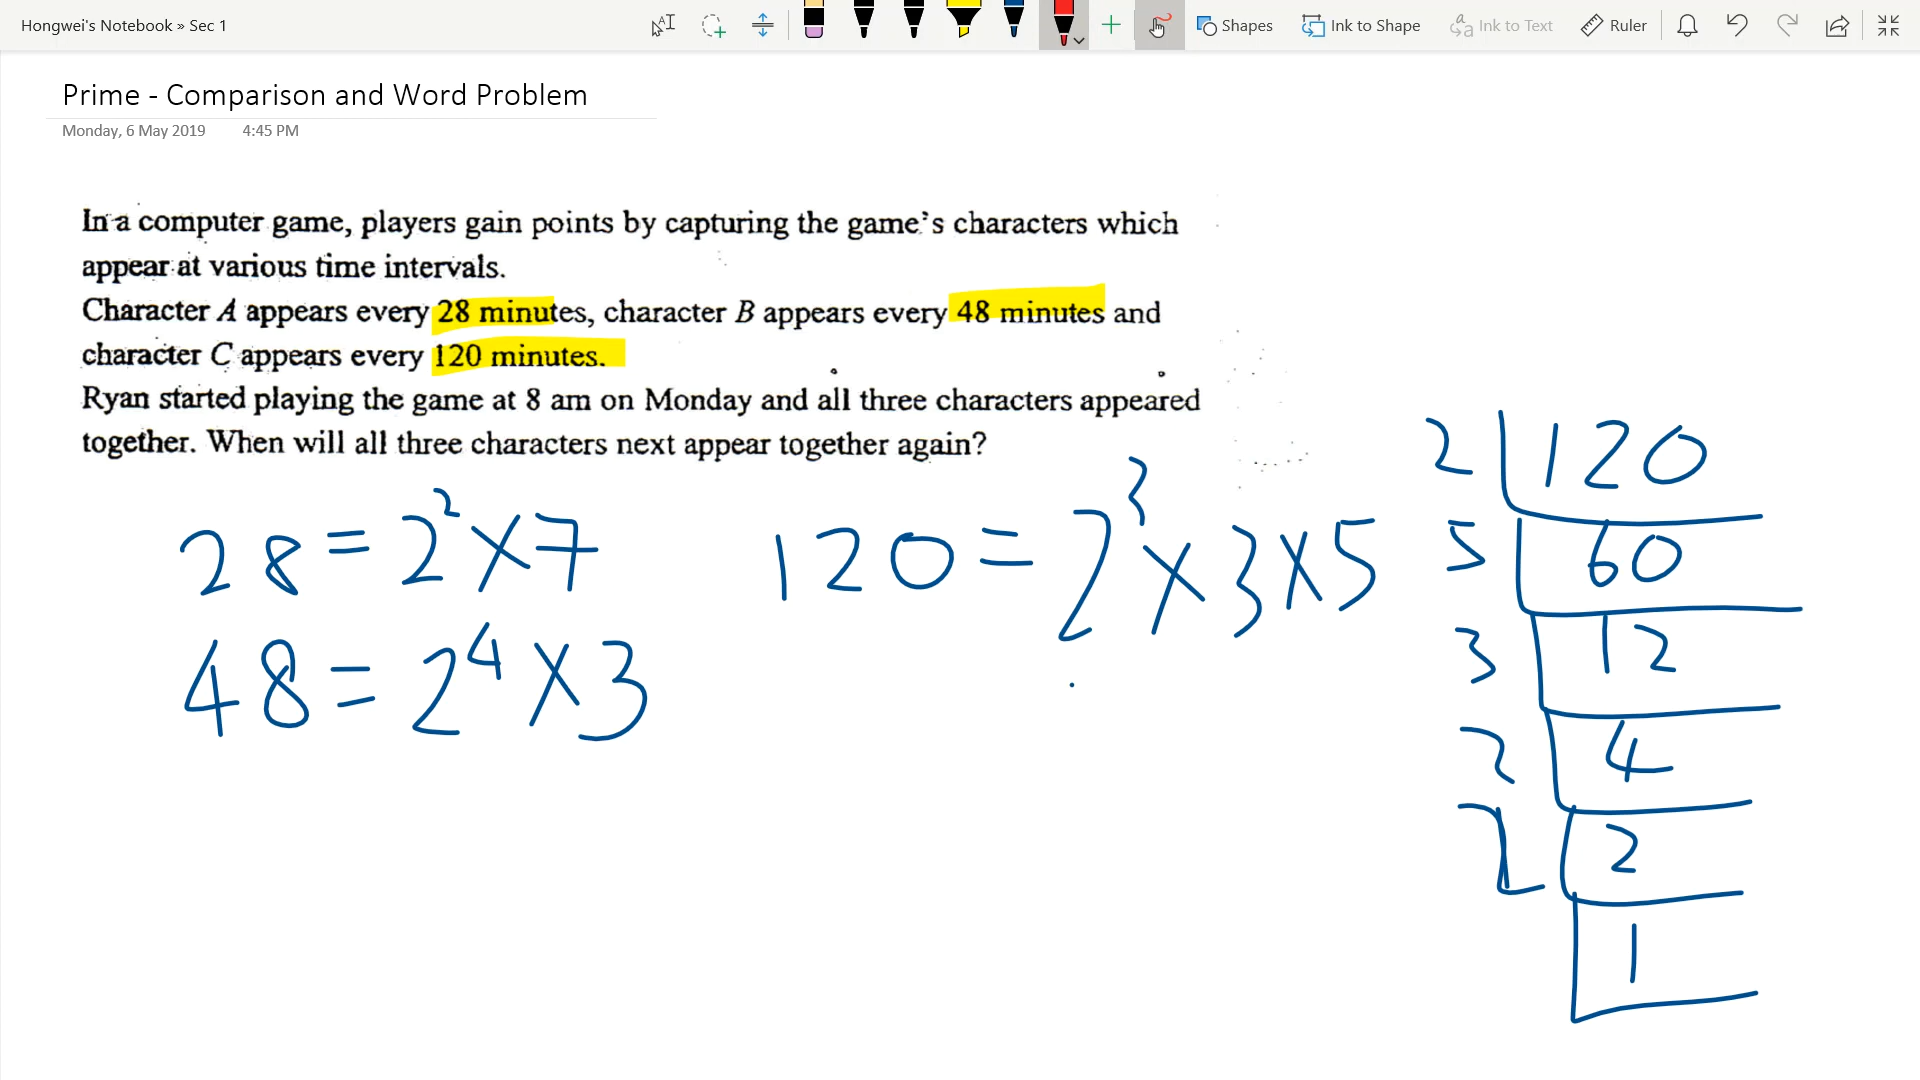 Hongwei's Notebook » Sec 1
Shapes
Ink to Shape
Ink to Text
Ruler
Prime - Comparison and Word Problem
Monday, 6 May 2019 4:45 PM
In a computer game, players gain points by capturing the game's characters which
appear at various time intervals.
Character A appears every 28 minutes, character B appears every 48 minutes and
character C appears every 120 minutes.
Ryan started playing the game at 8 am on Monday and all three characters appeared
together. When will all three characters next appear together again?
28 = 2² × 7
48 = 2⁴ × 3
120 = 2³ × 3 × 5
2 120
5 60
3 12
2 4
2 2
1